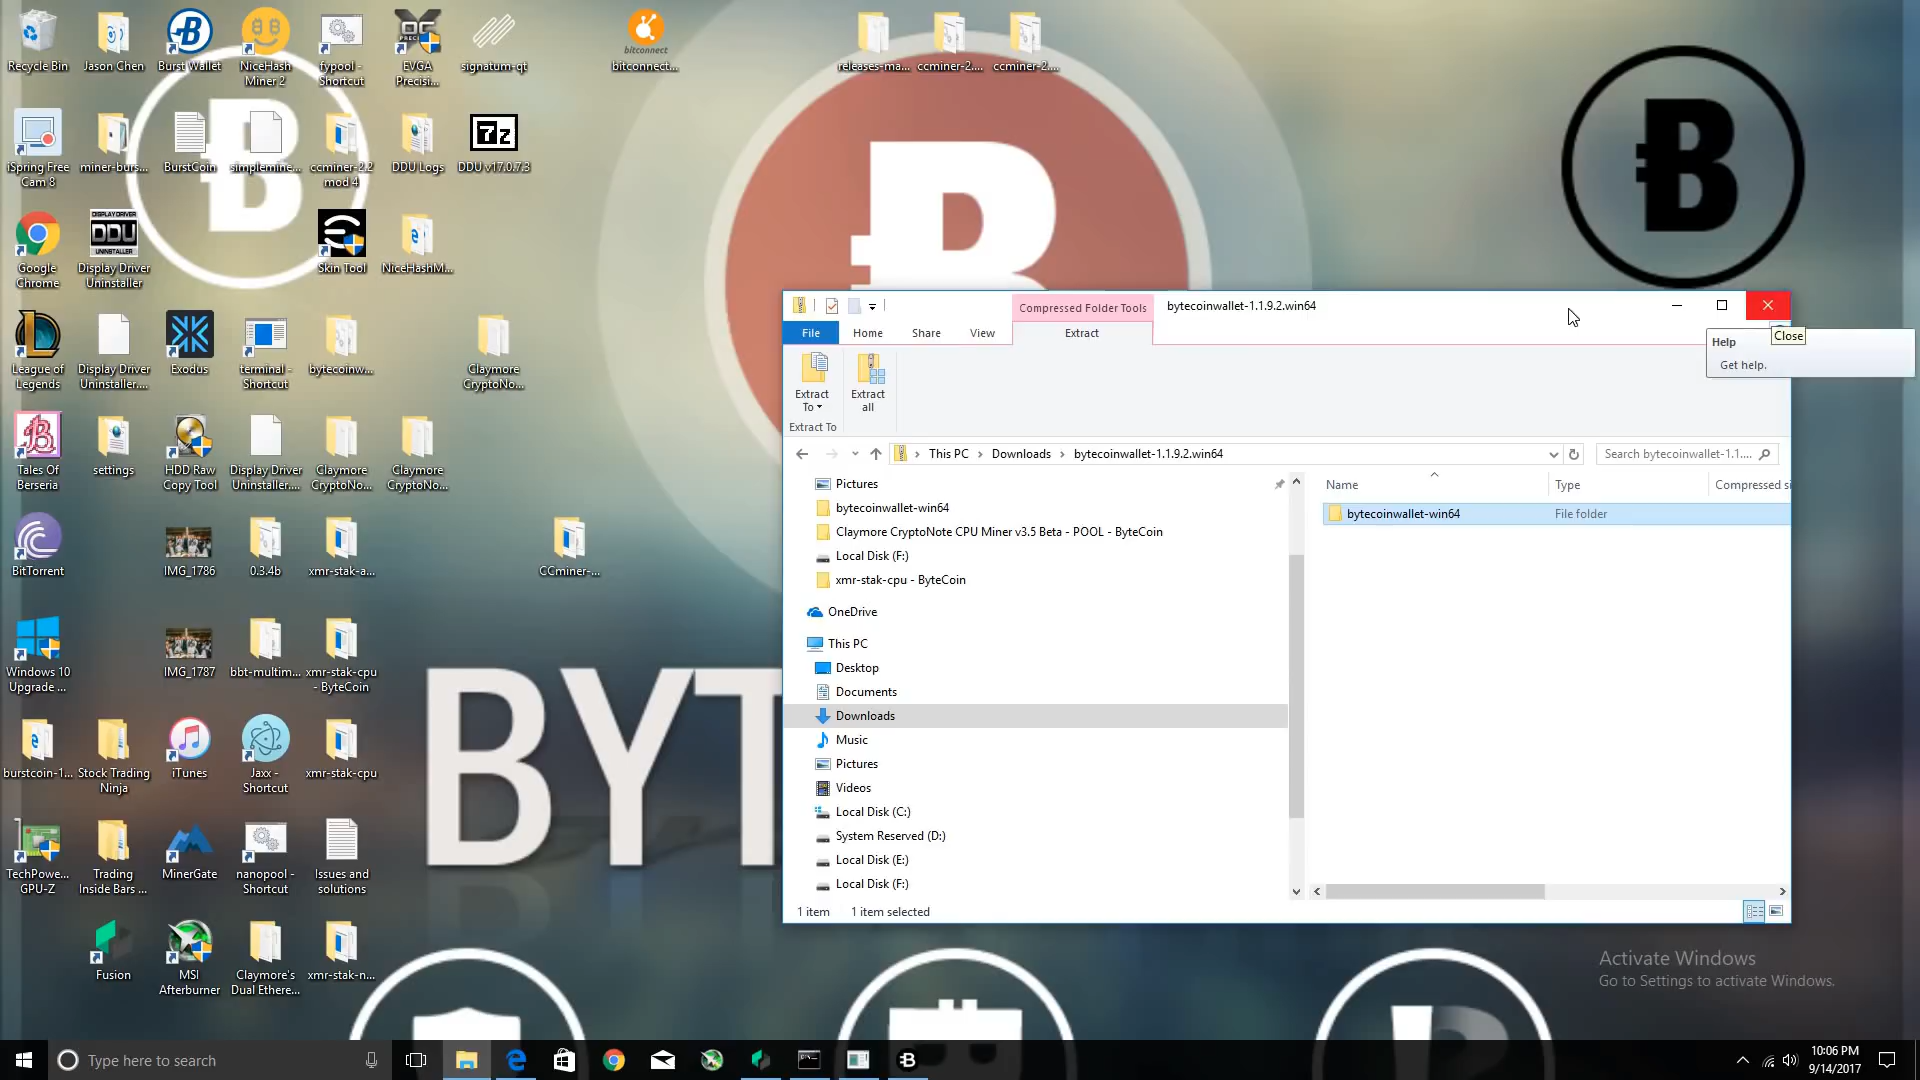 Recycle Bin
Jason Chen
Burst Wallet
NiceHash
Miner 2
fypool -
Shortcut
EVGA
Precisi...
signatum-qt
bitconnect
bitconnect...
releases-ma...
ccminer-2....
ccminer-2....
iSpring Free
Cam 8
miner-burs...
BurstCoin
simplemine...
ccminer-2.2
mod 4
DDU Logs
7z
DDU v17.0.7.3
Google
Chrome
DISPLAY DRIVER
DDU
UNINSTALLER
Display Driver
Uninstaller
Skin Tool
NiceHashM...
League of
Legends
Display Driver
Uninstaller....
Exodus
terminal -
Shortcut
bytecoinw...
Claymore
CryptoNo...
Tales Of
Berseria
settings
HDD Raw
Copy Tool
Display Driver
Uninstaller....
Claymore
CryptoNo...
Claymore
CryptoNo...
BitTorrent
IMG_1786
0.3.4b
xmr-stak-a...
CCminer-...
Windows 10
Upgrade ...
IMG_1787
bbt-multim...
xmr-stak-cpu
- ByteCoin
burstcoin-1...
Stock Trading
Ninja
iTunes
Jaxx -
Shortcut
xmr-stak-cpu
TechPowe...
GPU-Z
Trading
Inside Bars ...
MinerGate
nanopool -
Shortcut
Issues and
solutions
Fusion
MSI
Afterburner
Claymore's
Dual Ethere...
xmr-stak-n...
BYT
Compressed Folder Tools
bytecoinwallet-1.1.9.2.win64
File
Home
Share
View
Extract
Close
Help
Get help.
Extract
To
Extract
all
Extract To
This PC
Downloads
bytecoinwallet-1.1.9.2.win64
Search bytecoinwallet-1.1....
Pictures
bytecoinwallet-win64
Claymore CryptoNote CPU Miner v3.5 Beta - POOL - ByteCoin
Local Disk (F:)
xmr-stak-cpu - ByteCoin
OneDrive
This PC
Desktop
Documents
Downloads
Music
Pictures
Videos
Local Disk (C:)
System Reserved (D:)
Local Disk (E:)
Local Disk (F:)
Name
Type
Compressed si
bytecoinwallet-win64
File folder
1 item
1 item selected
Activate Windows
Go to Settings to activate Windows.
Type here to search
10:06 PM
9/14/2017